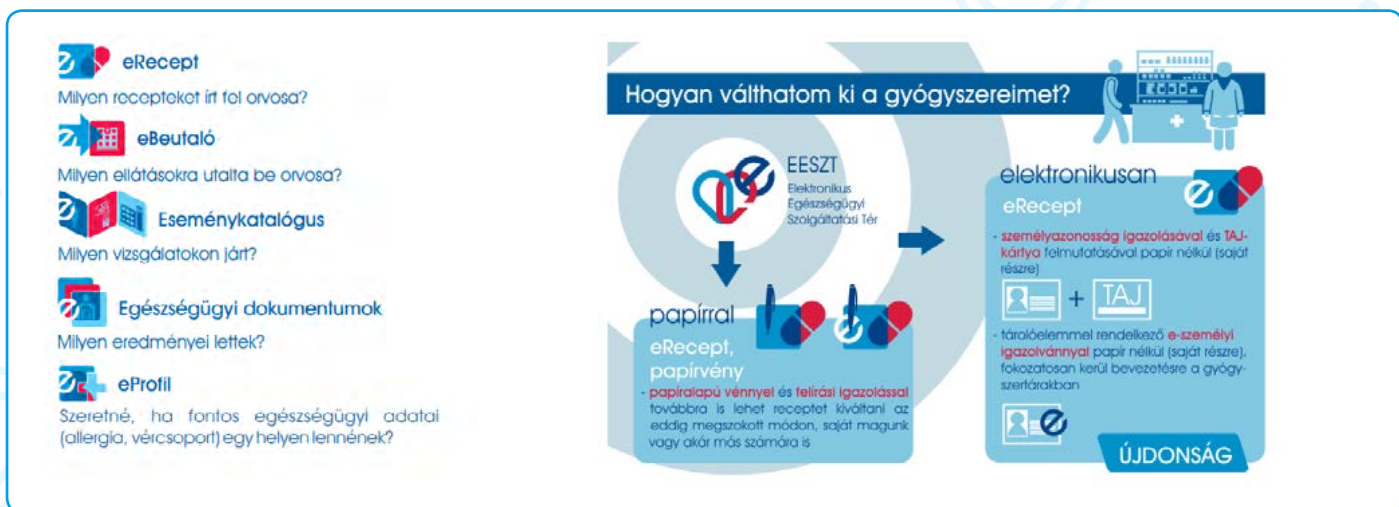 eRecept
Milyen recepteket írt fel orvosa?
eBeutaló
Milyen ellátásokra utalta be orvosa?
Eseménykatalógus
Milyen vizsgálatokon járt?
Egészségügyi dokumentumok
Milyen eredményei lettek?
eProfil
Szeretné, ha fontos egészségügyi adatai
(allergia, vércsoport) egy helyen lennének?
Hogyan válthatom ki a gyógyszereimet?
EESZT
Elektronikus
Egészségügyi
Szolgáltatási Tér
papírral
eRecept,
papírvény
- papíralapú vénnyel és felírási igazolással
továbbra is lehet receptet kiváltani az
eddig megszokott módon, saját magunk
vagy akár más számára is
elektronikusan
eRecept
- személyazonosság igazolásával és TAJ-
kártya felmutatásával papír nélkül (saját
részre)
+ TAJ
- tárolóelemmel rendelkező e-személyi
igazolvánnyal papír nélkül (saját részre),
fokozatosan kerül bevezetésre a gyógy-
szertárakban
ÚJDONSÁG